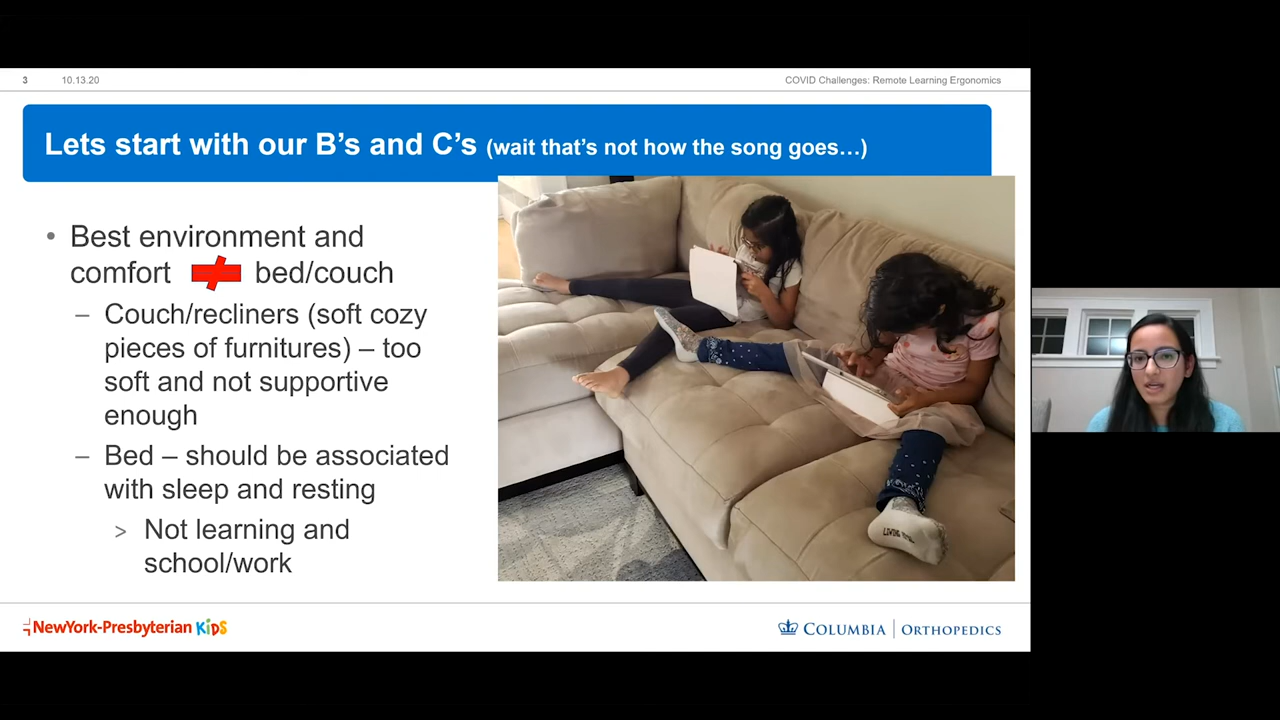 3 10.13.20 COVID Challenges: Remote Learning Ergonomics
Lets start with our B's and C's (wait that's not how the song goes…)
• Best environment and
comfort ≠ bed/couch
– Couch/recliners (soft cozy
pieces of furnitures) – too
soft and not supportive
enough
– Bed – should be associated
with sleep and resting
> Not learning and
school/work
NewYork-Presbyterian KiDS
COLUMBIA | ORTHOPEDICS